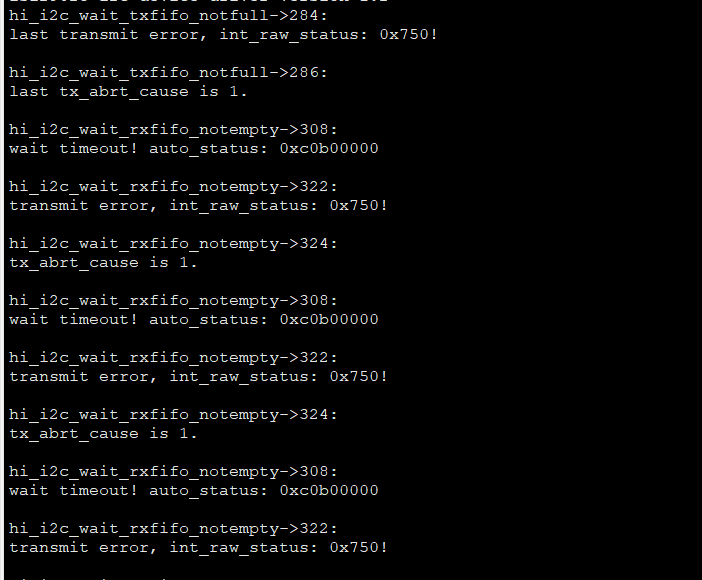 hi_i2c_wait_txfifo_notfull->284:
last transmit error, int_raw_status: 0x750!
hi_i2c_wait_txfifo_notfull->286:
last tx_abrt_cause is 1.
hi_i2c_wait_rxfifo_notempty->308:
wait timeout! auto_status: 0xc0b00000
hi_i2c_wait_rxfifo_notempty->322:
transmit error, int_raw_status: 0x750!
hi_i2c_wait_rxfifo_notempty->324:
tx_abrt_cause is 1.
hi_i2c_wait_rxfifo_notempty->308:
wait timeout! auto_status: 0xc0b00000
hi_i2c_wait_rxfifo_notempty->322:
transmit error, int_raw_status: 0x750!
hi_i2c_wait_rxfifo_notempty->324:
tx_abrt_cause is 1.
hi_i2c_wait_rxfifo_notempty->308:
wait timeout! auto_status: 0xc0b00000
hi_i2c_wait_rxfifo_notempty->322:
transmit error, int_raw_status: 0x750!